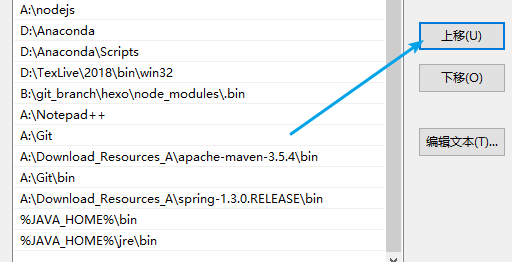 A:\nodejs
D:\Anaconda
D:\Anaconda\Scripts
D:\TexLive\2018\bin\win32
B:\git_branch\hexo\node_modules\.bin
A:\Notepad++
A:\Git
A:\Download_Resources_A\apache-maven-3.5.4\bin
A:\Git\bin
A:\Download_Resources_A\spring-1.3.0.RELEASE\bin
%JAVA_HOME%\bin
%JAVA_HOME%\jre\bin
上移(U)
下移(O)
编辑文本(T)...